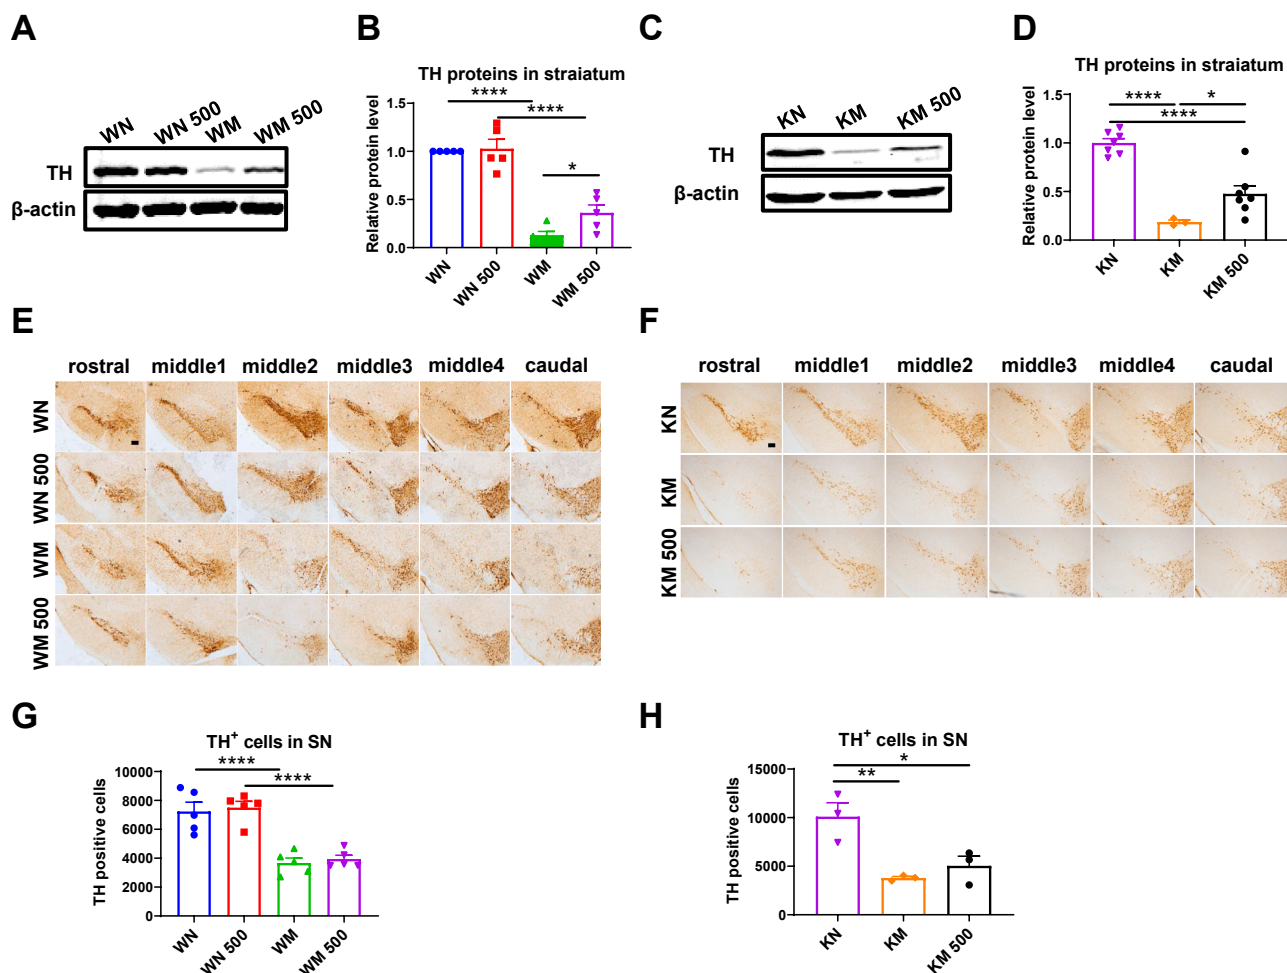 A
WN
WN 500
WM
WM 500
TH
β-actin
B
TH proteins in straiatum
Relative protein level
1.5
1.0
0.5
0.0
****
****
*
WN
WN 500
WM
WM 500
C
KN
KM
KM 500
TH
β-actin
D
TH proteins in straiatum
Relative protein level
1.5
1.0
0.5
0.0
**** *
****
KN
KM
KM 500
E
rostral middle1 middle2 middle3 middle4 caudal
WN
WN 500
WM
WM 500
F
rostral middle1 middle2 middle3 middle4 caudal
KN
KM
KM 500
G
TH+ cells in SN
TH positive cells
10000
8000
6000
4000
2000
0
****
****
WN
WN 500
WM
WM 500
H
TH+ cells in SN
TH positive cells
15000
10000
5000
0
*
**
KN
KM
KM 500